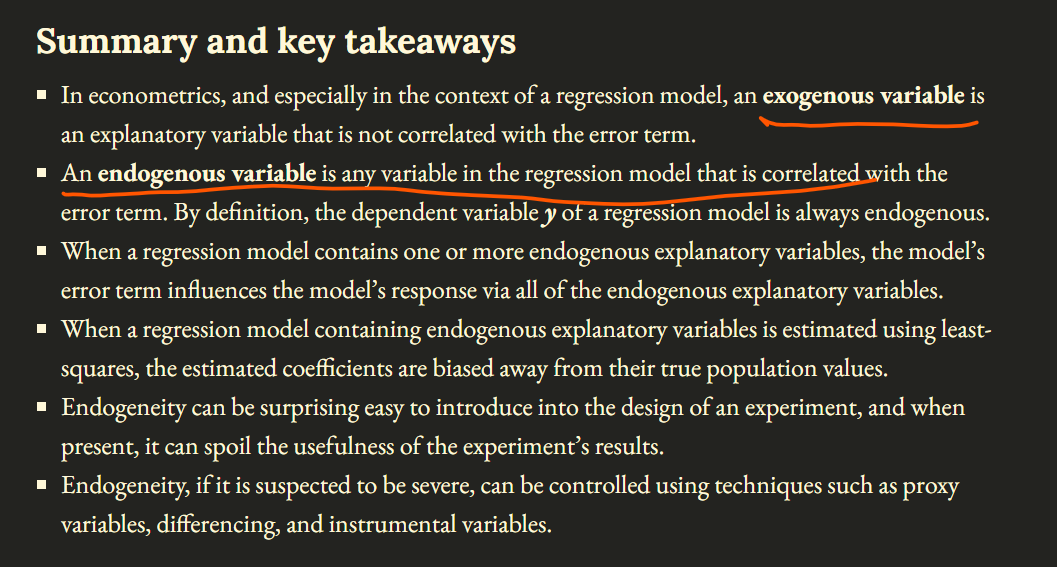 Summary and key takeaways
In econometrics, and especially in the context of a regression model, an exogenous variable is
an explanatory variable that is not correlated with the error term.
An endogenous variable is any variable in the regression model that is correlated with the
error term. By definition, the dependent variable y of a regression model is always endogenous.
When a regression model contains one or more endogenous explanatory variables, the model’s
error term influences the model’s response via all of the endogenous explanatory variables.
When a regression model containing endogenous explanatory variables is estimated using least-
squares, the estimated coefficients are biased away from their true population values.
Endogeneity can be surprising easy to introduce into the design of an experiment, and when
present, it can spoil the usefulness of the experiment’s results.
Endogeneity, if it is suspected to be severe, can be controlled using techniques such as proxy
variables, differencing, and instrumental variables.